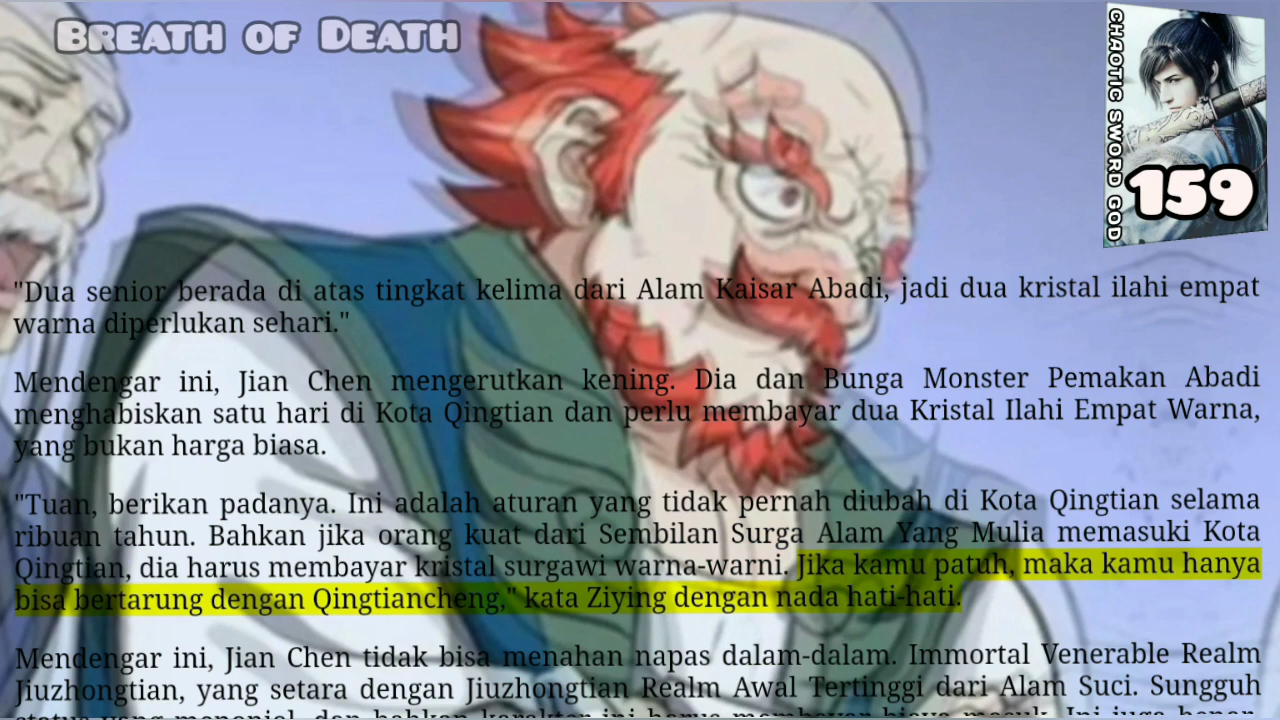 Breath of Death
CHAOTIC SWORD GOD
159
"Dua senior berada di atas tingkat kelima dari Alam Kaisar Abadi, jadi dua kristal ilahi empat
warna diperlukan sehari."
Mendengar ini, Jian Chen mengerutkan kening. Dia dan Bunga Monster Pemakan Abadi
menghabiskan satu hari di Kota Qingtian dan perlu membayar dua Kristal Ilahi Empat Warna,
yang bukan harga biasa.
"Tuan, berikan padanya. Ini adalah aturan yang tidak pernah diubah di Kota Qingtian selama
ribuan tahun. Bahkan jika orang kuat dari Sembilan Surga Alam Yang Mulia memasuki Kota
Qingtian, dia harus membayar kristal surgawi warna-warni. Jika kamu patuh, maka kamu hanya
bisa bertarung dengan Qingtiancheng," kata Ziying dengan nada hati-hati.
Mendengar ini, Jian Chen tidak bisa menahan napas dalam-dalam. Immortal Venerable Realm
Jiuzhongtian, yang setara dengan Jiuzhongtian Realm Awal Tertinggi dari Alam Suci. Sungguh